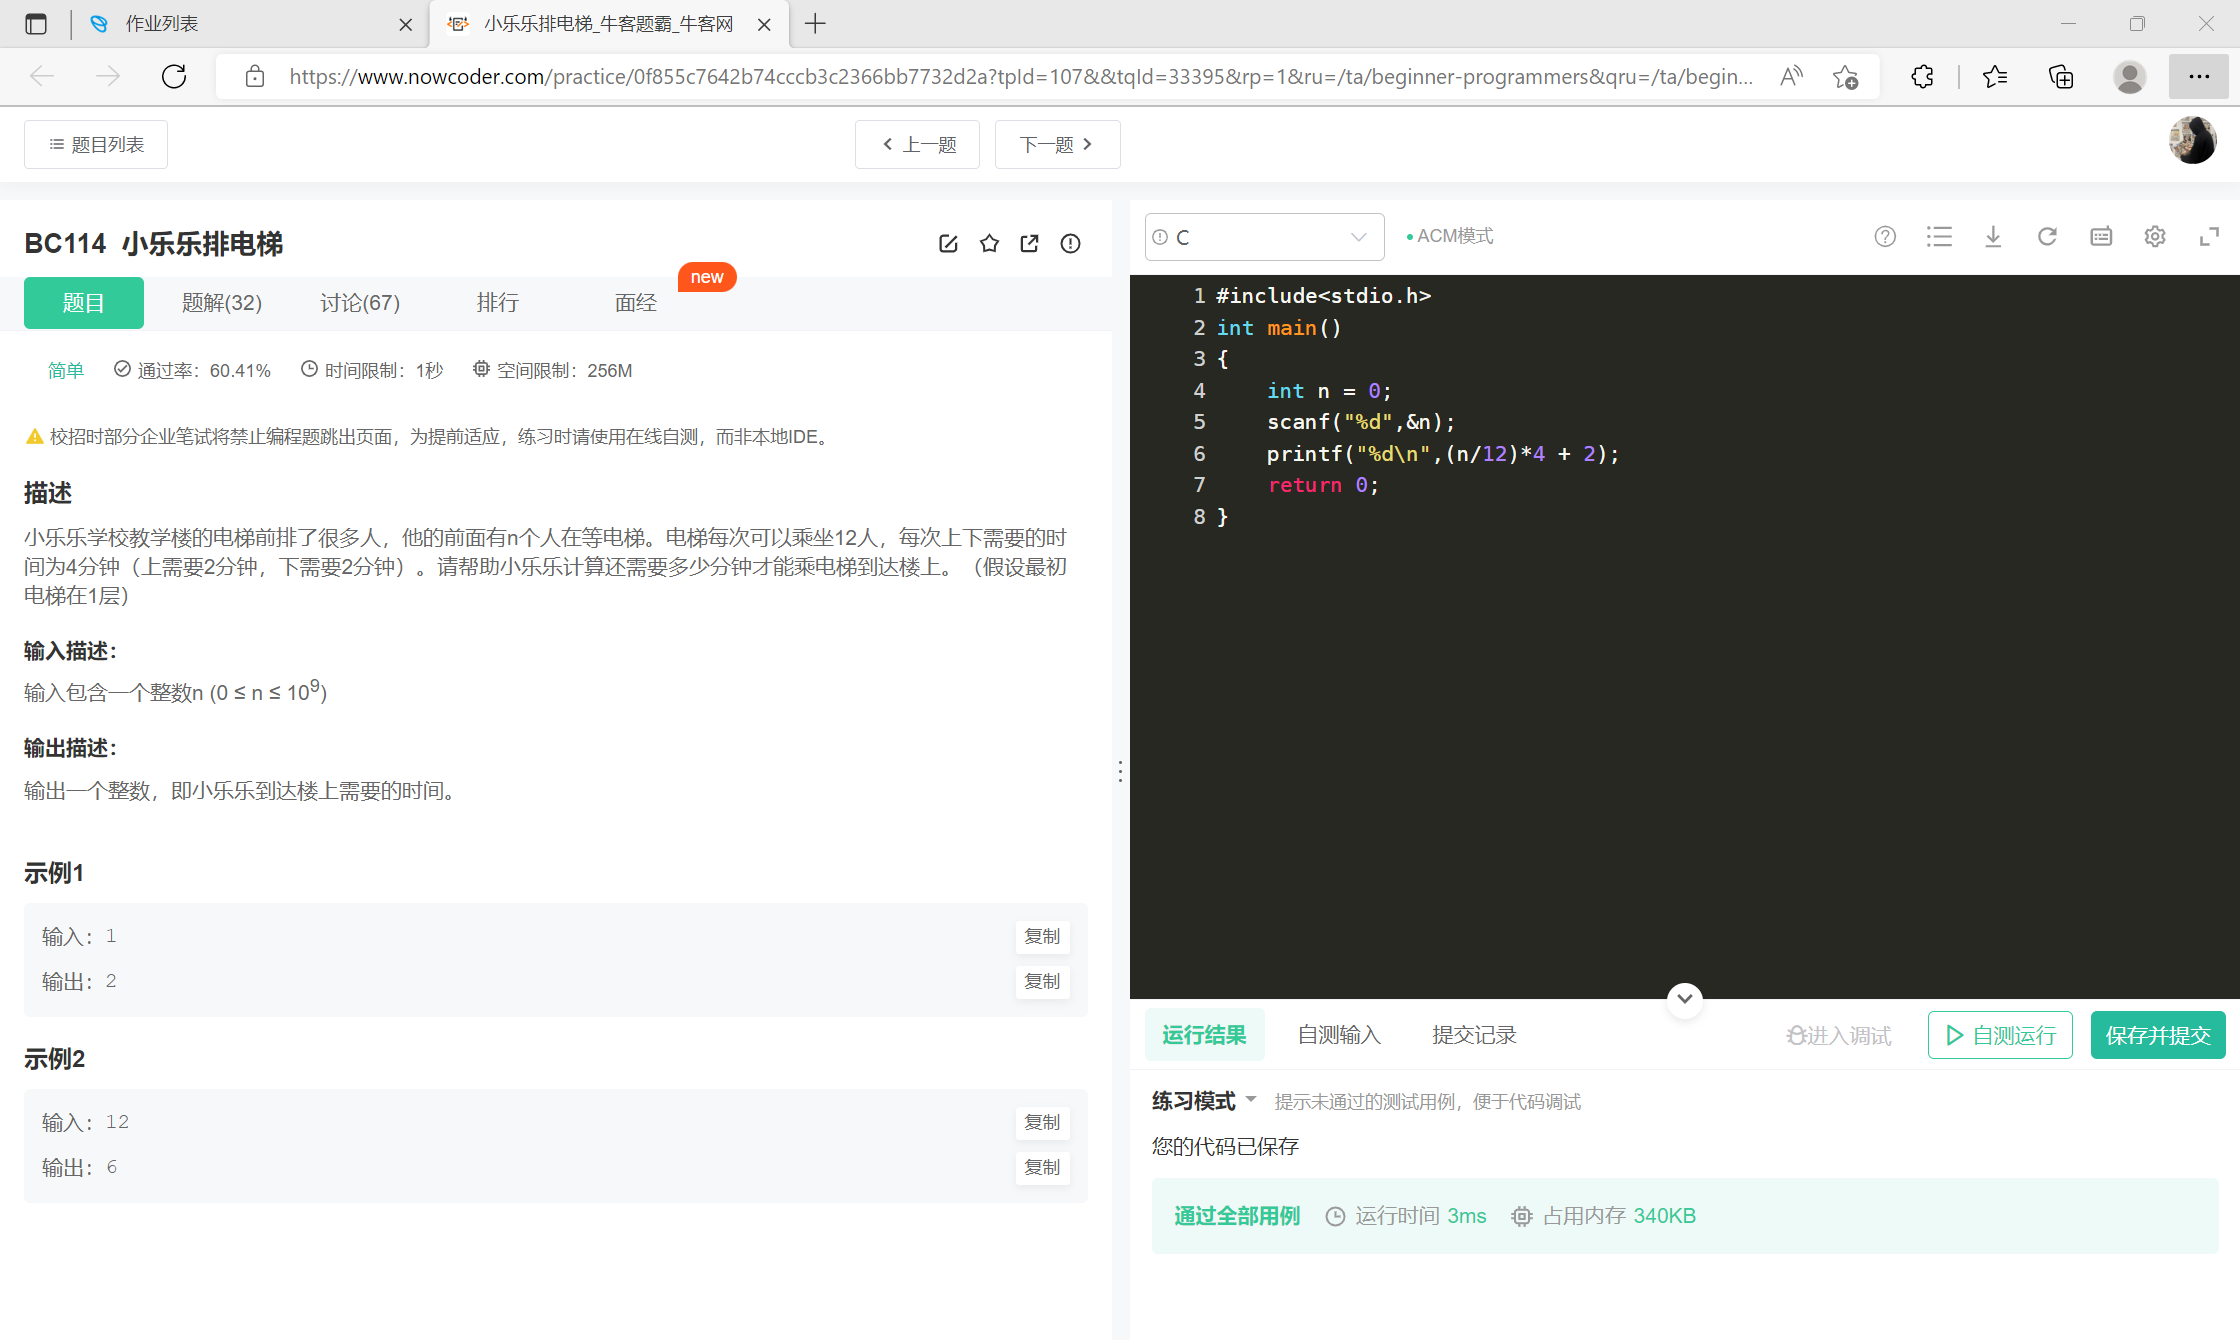 作业列表
小乐乐排电梯_牛客题霸_牛客网
https://www.nowcoder.com/practice/0f855c7642b74cccb3c2366bb7732d2a?tpId=107&&tqId=33395&rp=1&ru=/ta/beginner-programmers&qru=/ta/begin...
题目列表
上一题
下一题
BC114 小乐乐排电梯
new
题目 题解(32) 讨论(67) 排行 面经
简单 通过率：60.41% 时间限制：1秒 空间限制：256M
校招时部分企业笔试将禁止编程题跳出页面，为提前适应，练习时请使用在线自测，而非本地IDE。
描述
小乐乐学校教学楼的电梯前排了很多人，他的前面有n个人在等电梯。电梯每次可以乘坐12人，每次上下需要的时
间为4分钟（上需要2分钟，下需要2分钟）。请帮助小乐乐计算还需要多少分钟才能乘电梯到达楼上。（假设最初
电梯在1层）
输入描述：
输入包含一个整数n (0 ≤ n ≤ 10⁹)
输出描述：
输出一个整数，即小乐乐到达楼上需要的时间。
示例1
输入：1 复制
输出：2 复制
示例2
输入：12 复制
输出：6 复制
C ACM模式
1 #include<stdio.h>
2 int main()
3 {
4     int n = 0;
5     scanf("%d",&n);
6     printf("%d\n",(n/12)*4 + 2);
7     return 0;
8 }
运行结果 自测输入 提交记录 进入调试 自测运行 保存并提交
练习模式 提示未通过的测试用例，便于代码调试
您的代码已保存
通过全部用例 运行时间 3ms 占用内存 340KB